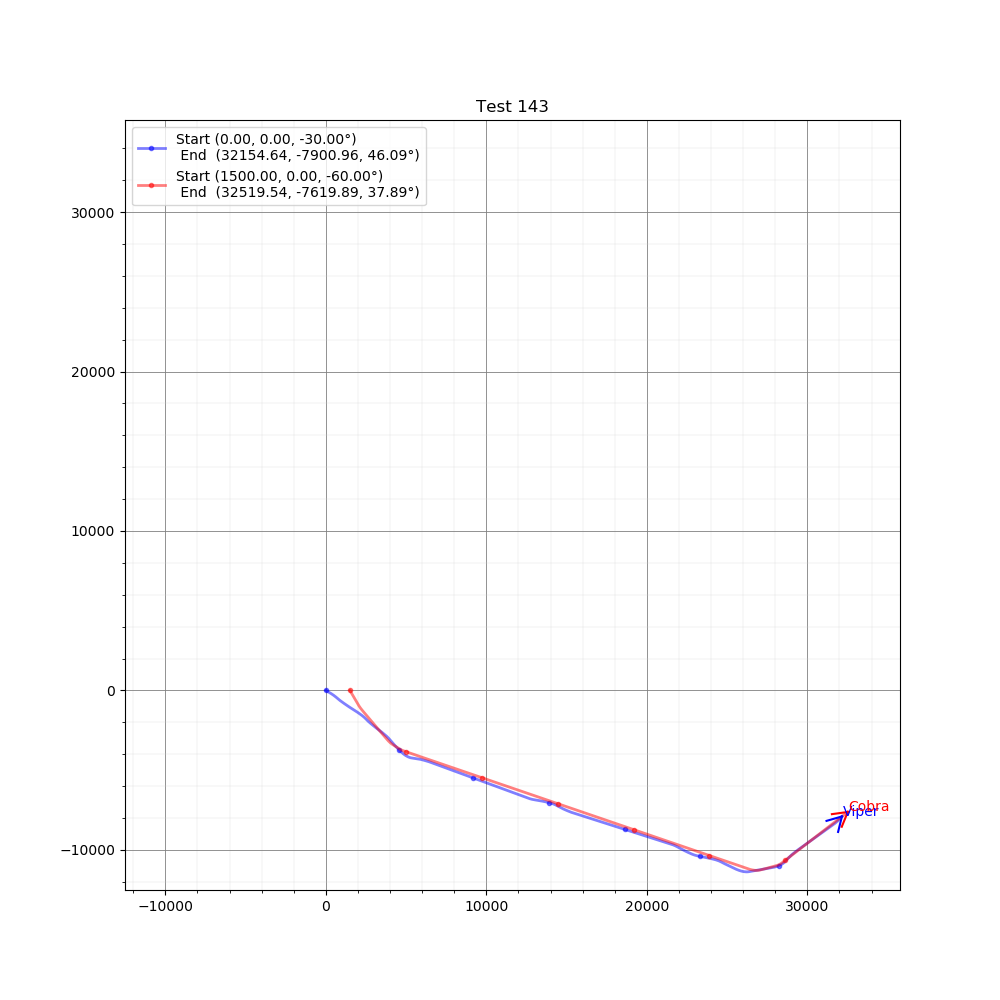 Test 143
Start (0.00, 0.00, -30.00°)
End (32154.64, -7900.96, 46.09°)
Start (1500.00, 0.00, -60.00°)
End (32519.54, -7619.89, 37.89°)
30000
20000
10000
0
−10000
Cobra
Viper
−10000
0
10000
20000
30000